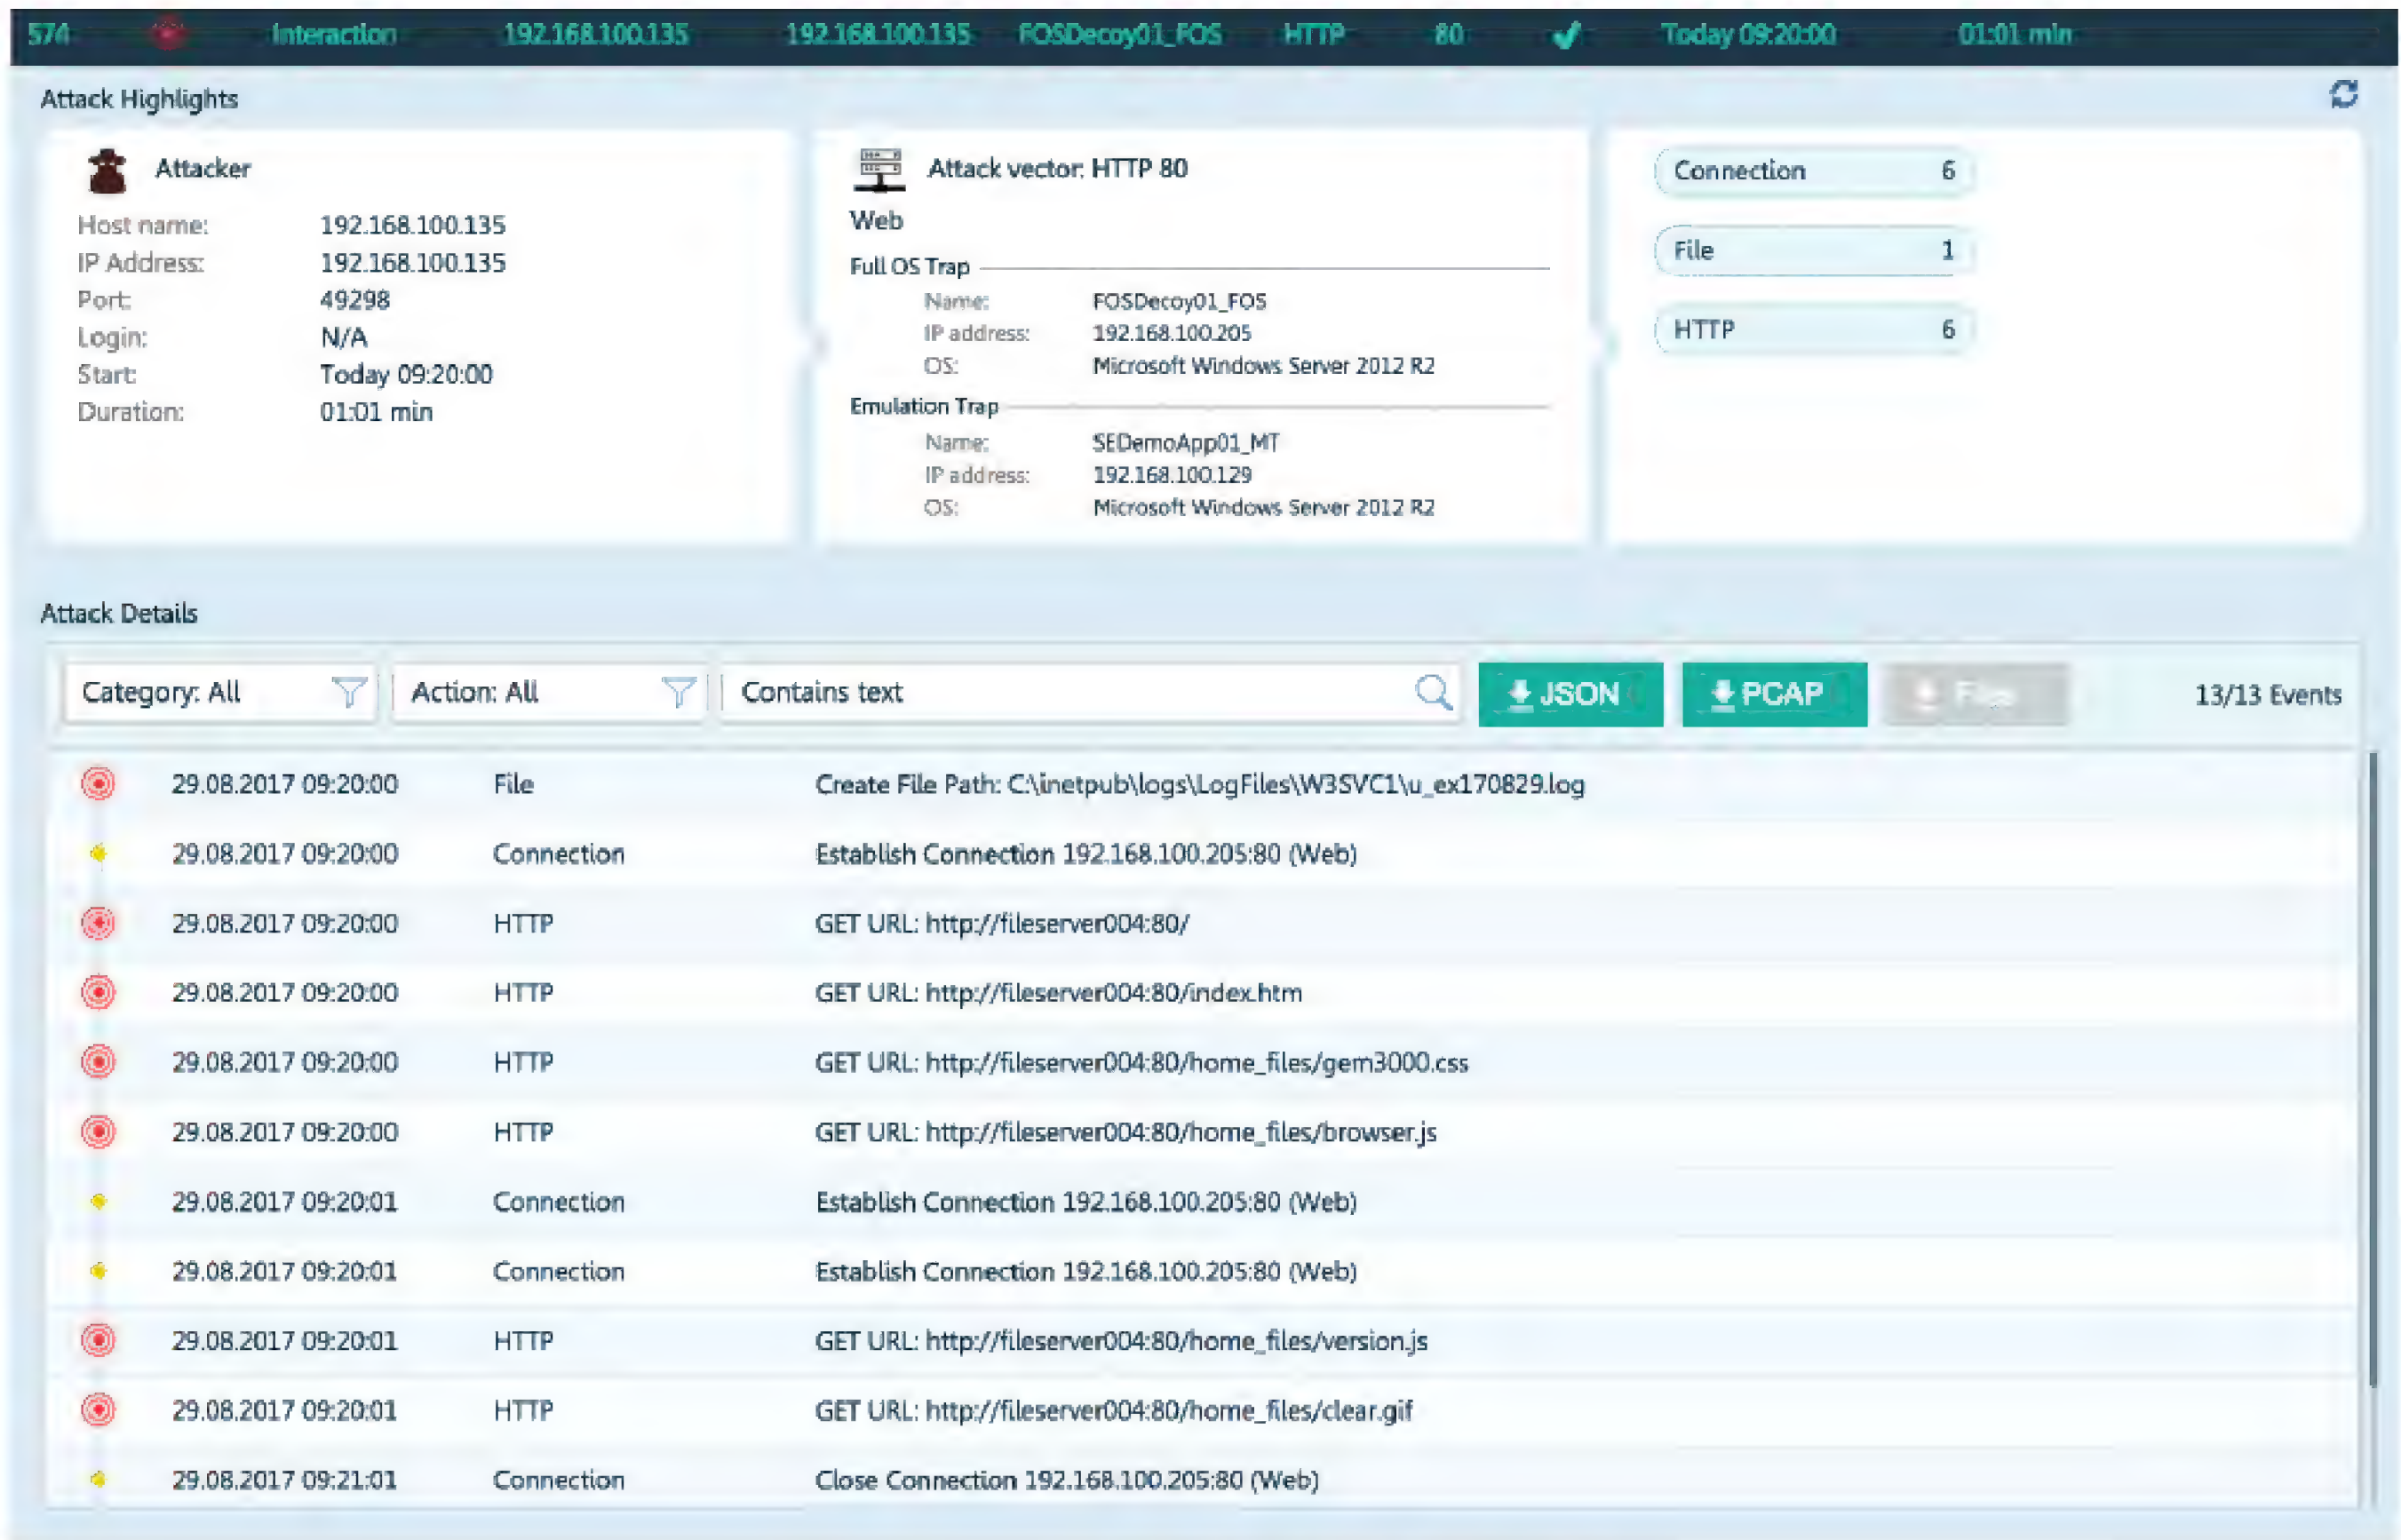 574 Interaction 192.168.100.135 192.168.100.135 FOSDecoy01_FOS HTTP 80 Today 09:20:00 01:01 min
Attack Highlights
Attacker
Host name: 192.168.100.135
IP Address: 192.168.100.135
Port: 49298
Login: N/A
Start: Today 09:20:00
Duration: 01:01 min
Attack vector: HTTP 80
Web
Full OS Trap
Name: FOSDecoy01_FOS
IP address: 192.168.100.205
OS: Microsoft Windows Server 2012 R2
Emulation Trap
Name: SEDemoApp01_MT
IP address: 192.168.100.129
OS: Microsoft Windows Server 2012 R2
Connection 6
File 1
HTTP 6
Attack Details
Category: All Action: All Contains text JSON PCAP Files 13/13 Events
29.08.2017 09:20:00 File Create File Path: C:\inetpub\logs\LogFiles\W3SVC1\u_ex170829.log
29.08.2017 09:20:00 Connection Establish Connection 192.168.100.205:80 (Web)
29.08.2017 09:20:00 HTTP GET URL: http://fileserver004:80/
29.08.2017 09:20:00 HTTP GET URL: http://fileserver004:80/index.htm
29.08.2017 09:20:00 HTTP GET URL: http://fileserver004:80/home_files/gem3000.css
29.08.2017 09:20:00 HTTP GET URL: http://fileserver004:80/home_files/browser.js
29.08.2017 09:20:01 Connection Establish Connection 192.168.100.205:80 (Web)
29.08.2017 09:20:01 Connection Establish Connection 192.168.100.205:80 (Web)
29.08.2017 09:20:01 HTTP GET URL: http://fileserver004:80/home_files/version.js
29.08.2017 09:20:01 HTTP GET URL: http://fileserver004:80/home_files/clear.gif
29.08.2017 09:21:01 Connection Close Connection 192.168.100.205:80 (Web)